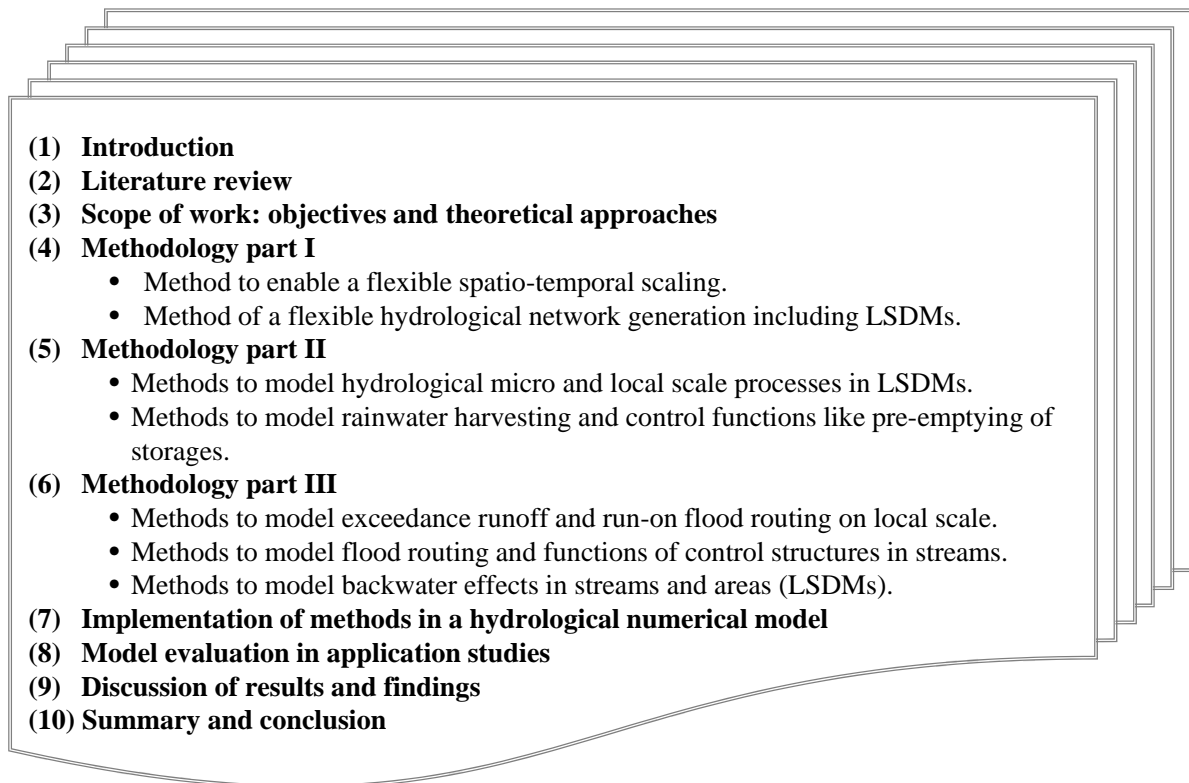 (1) Introduction
(2) Literature review
(3) Scope of work: objectives and theoretical approaches
(4) Methodology part I
• Method to enable a flexible spatio-temporal scaling.
• Method of a flexible hydrological network generation including LSDMs.
(5) Methodology part II
• Methods to model hydrological micro and local scale processes in LSDMs.
• Methods to model rainwater harvesting and control functions like pre-emptying of
storages.
(6) Methodology part III
• Methods to model exceedance runoff and run-on flood routing on local scale.
• Methods to model flood routing and functions of control structures in streams.
• Methods to model backwater effects in streams and areas (LSDMs).
(7) Implementation of methods in a hydrological numerical model
(8) Model evaluation in application studies
(9) Discussion of results and findings
(10) Summary and conclusion